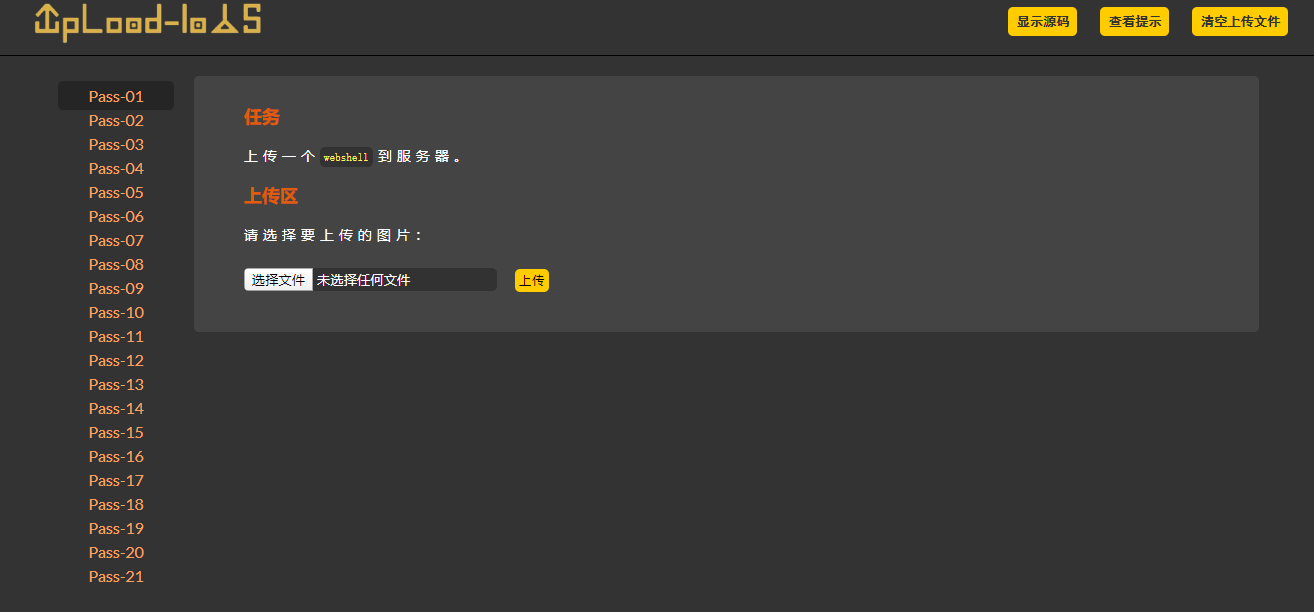 UpLoad-labS
显示源码 查看提示 清空上传文件
Pass-01
Pass-02
Pass-03
Pass-04
Pass-05
Pass-06
Pass-07
Pass-08
Pass-09
Pass-10
Pass-11
Pass-12
Pass-13
Pass-14
Pass-15
Pass-16
Pass-17
Pass-18
Pass-19
Pass-20
Pass-21
任务
上传一个 webshell 到服务器。
上传区
请选择要上传的图片：
选择文件 未选择任何文件 上传